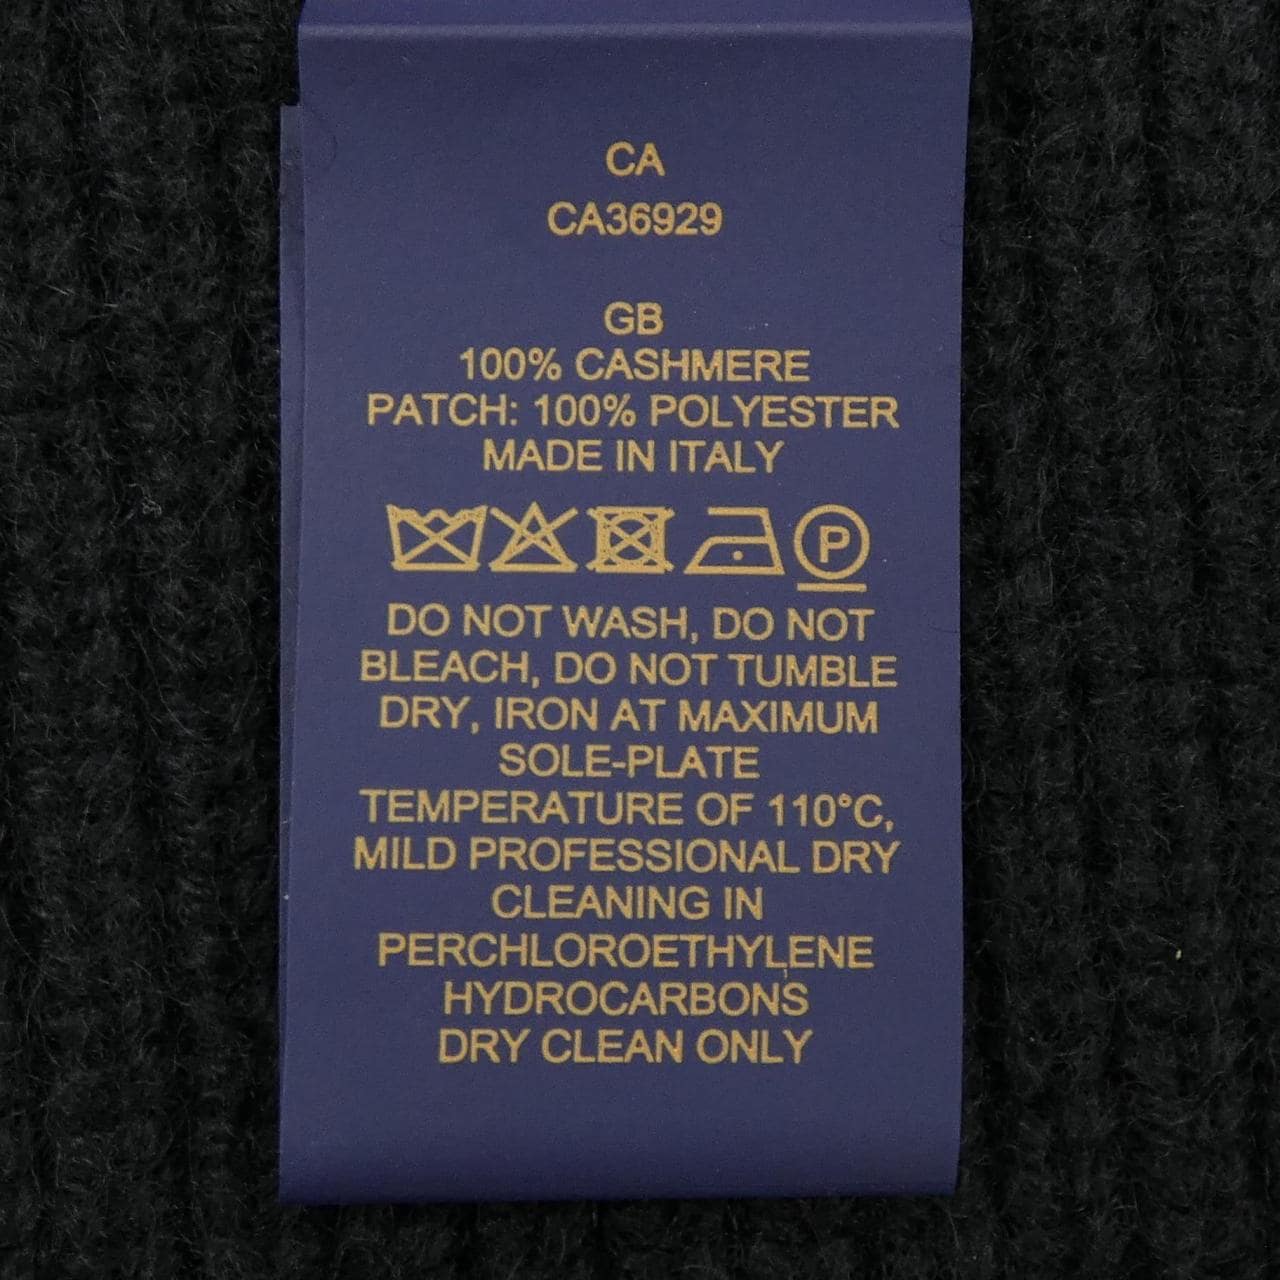 CA
CA36929
GB
100% CASHMERE
PATCH: 100% POLYESTER
MADE IN ITALY
P
DO NOT WASH, DO NOT
BLEACH, DO NOT TUMBLE
DRY, IRON AT MAXIMUM
SOLE-PLATE
TEMPERATURE OF 110°C,
MILD PROFESSIONAL DRY
CLEANING IN
PERCHLOROETHYLENE
HYDROCARBONS
DRY CLEAN ONLY